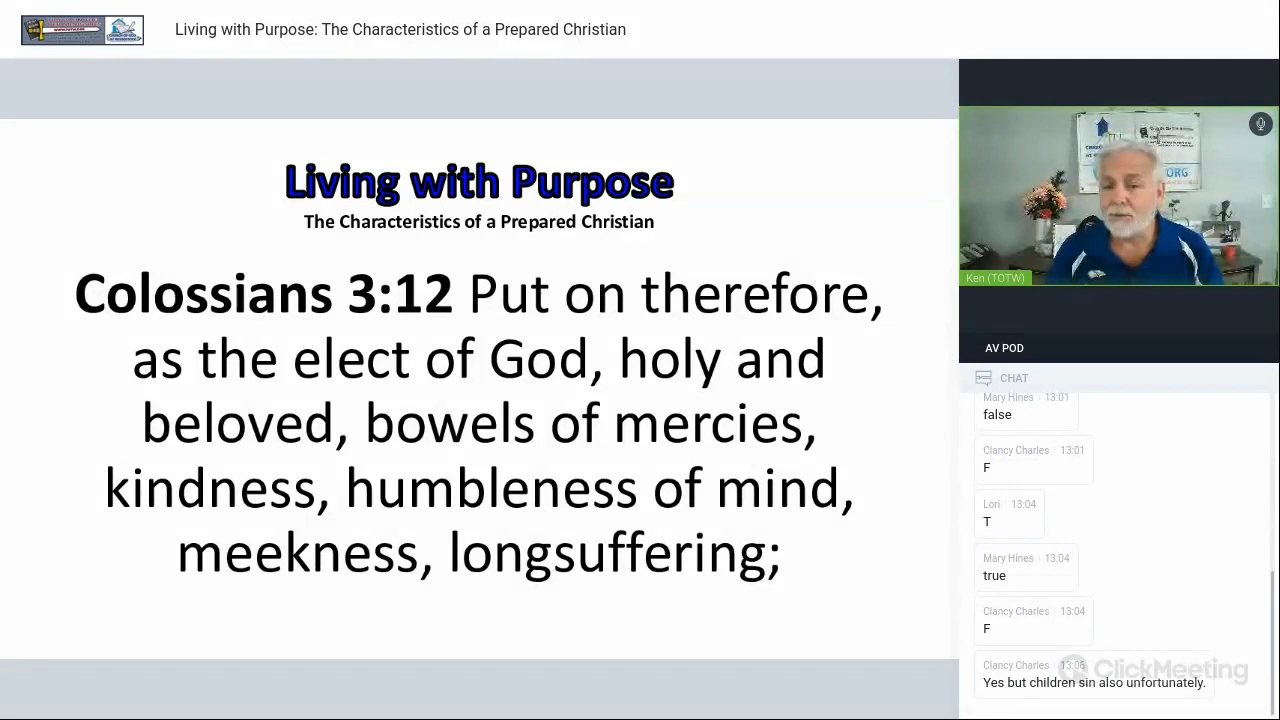 Living with Purpose: The Characteristics of a Prepared Christian
Living with Purpose
The Characteristics of a Prepared Christian
Colossians 3:12 Put on therefore,
as the elect of God, holy and
beloved, bowels of mercies,
kindness, humbleness of mind,
meekness, longsuffering;
ORG
Ken (TOTW)
AV POD
CHAT
Mary Hines 13:01
false
Clancy Charles 13:01
F
Lori 13:04
T
Mary Hines 13:04
true
Clancy Charles 13:04
F
Clancy Charles 13:06
Yes but children sin also unfortunately.
ClickMeeting